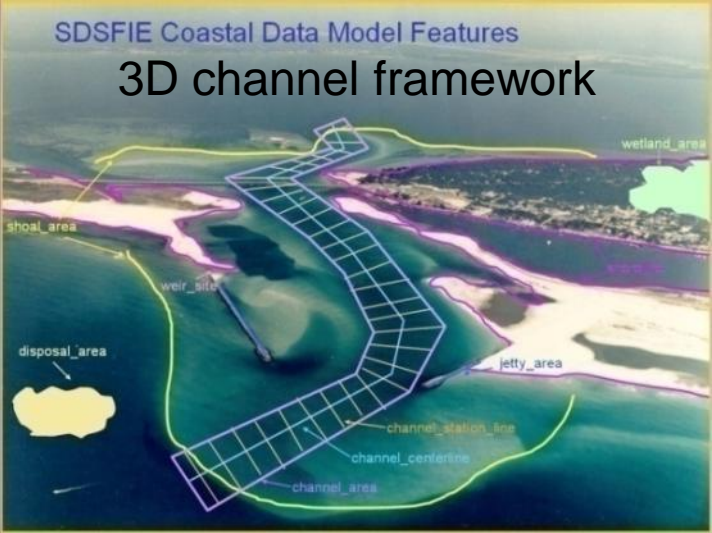 SDSFIE Coastal Data Model Features
3D channel framework
wetland_area
shoal_area
weir_site
disposal_area
jetty_area
channel_station_line
channel_centerline
channel_area